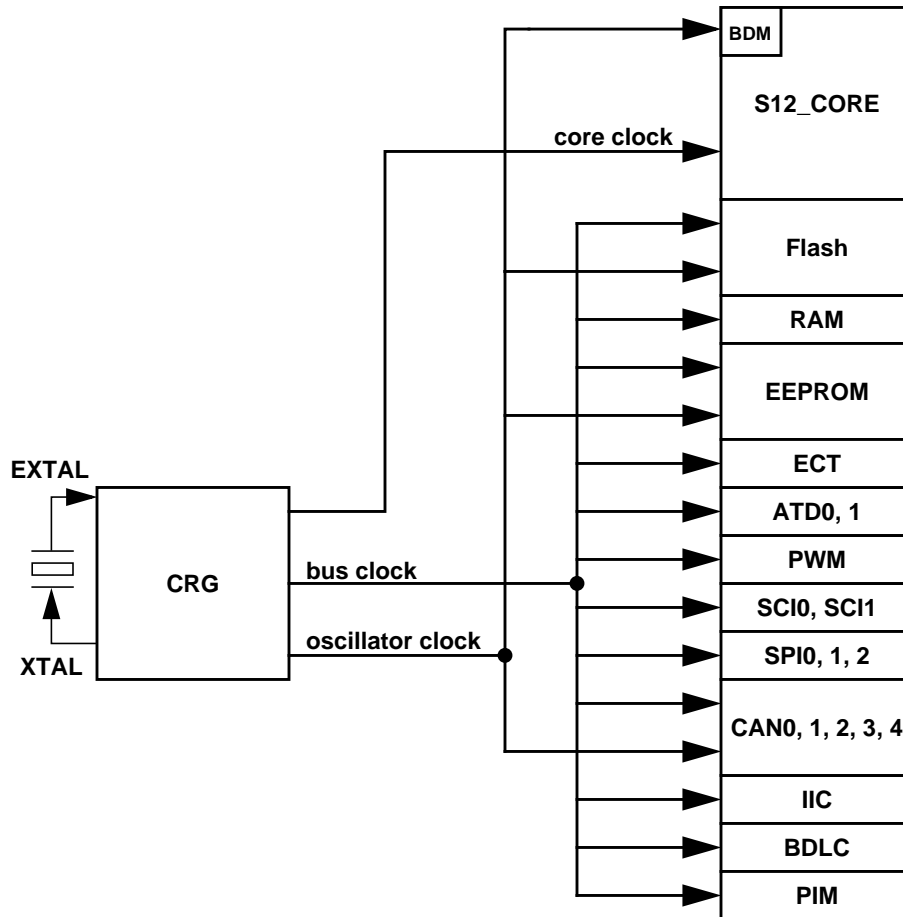 BDM
S12_CORE
core clock
Flash
RAM
EEPROM
EXTAL
ECT
ATD0, 1
PWM
bus clock
CRG
SCI0, SCI1
oscillator clock
XTAL
SPI0, 1, 2
CAN0, 1, 2, 3, 4
IIC
BDLC
PIM